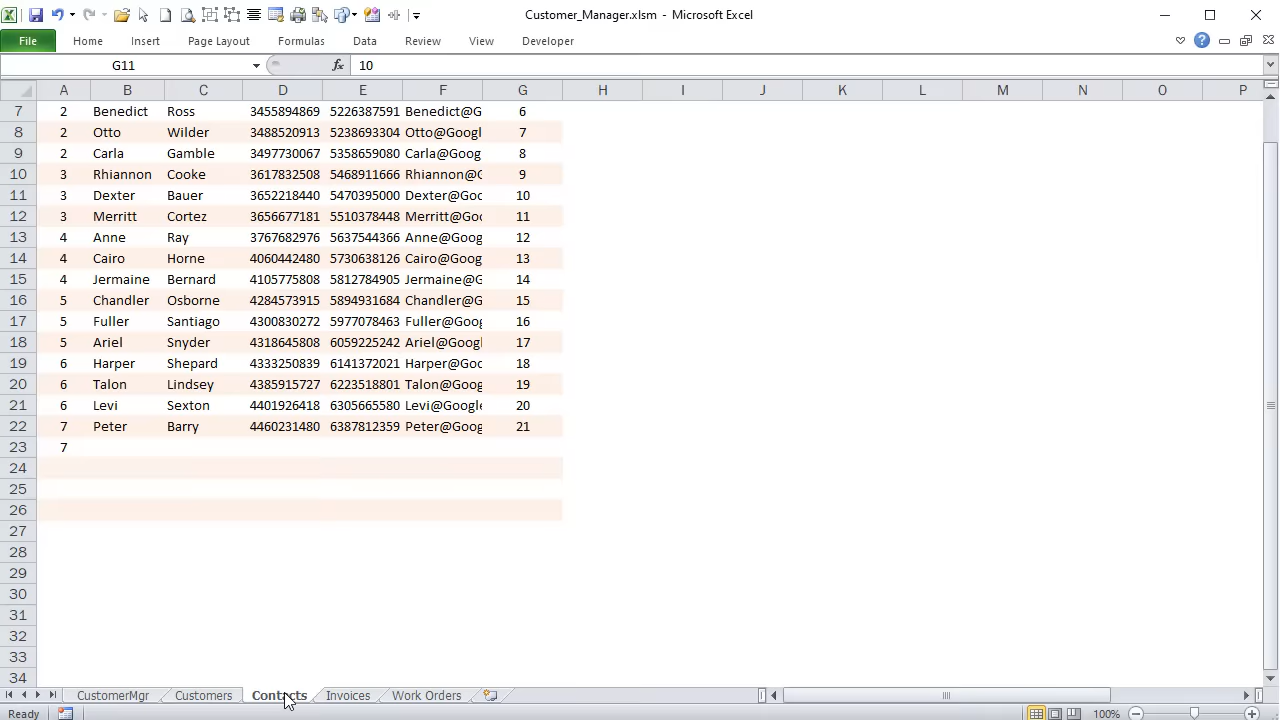 Customer_Manager.xlsm - Microsoft Excel
File Home Insert Page Layout Formulas Data Review View Developer
G11 fx 10
A B C D E F G H I J K L M N O P
7 2 Benedict Ross 3455894869 5226387591 Benedict@G 6
8 2 Otto Wilder 3488520913 5238693304 Otto@Googl 7
9 2 Carla Gamble 3497730067 5358659080 Carla@Goog 8
10 3 Rhiannon Cooke 3617832508 5468911666 Rhiannon@G 9
11 3 Dexter Bauer 3652218440 5470395000 Dexter@Goo 10
12 3 Merritt Cortez 3656677181 5510378448 Merritt@Goo 11
13 4 Anne Ray 3767682976 5637544366 Anne@Goog 12
14 4 Cairo Horne 4060442480 5730638126 Cairo@Goog 13
15 4 Jermaine Bernard 4105775808 5812784905 Jermaine@G 14
16 5 Chandler Osborne 4284573915 5894931684 Chandler@G 15
17 5 Fuller Santiago 4300830272 5977078463 Fuller@Goog 16
18 5 Ariel Snyder 4318645808 6059225242 Ariel@Googl 17
19 6 Harper Shepard 4333250839 6141372021 Harper@Goo 18
20 6 Talon Lindsey 4385915727 6223518801 Talon@Goog 19
21 6 Levi Sexton 4401926418 6305665580 Levi@Google 20
22 7 Peter Barry 4460231480 6387812359 Peter@Goog 21
23 7
24
25
26
27
28
29
30
31
32
33
34
CustomerMgr Customers Contacts Invoices Work Orders
Ready 100%